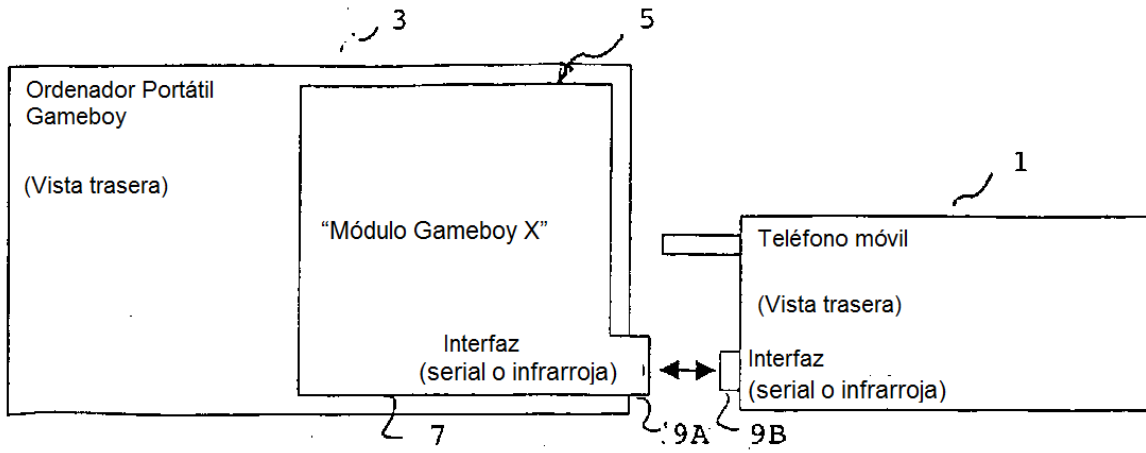 3
5
Ordenador Portátil
Gameboy
(Vista trasera)
“Módulo Gameboy X”
Interfaz
(serial o infrarroja)
7
9A
1
Teléfono móvil
(Vista trasera)
Interfaz
(serial o infrarroja)
9B